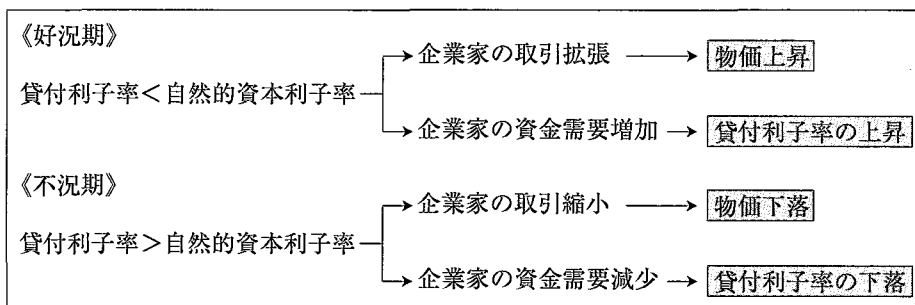 《好況期》
企業家の取引拡張 → 物価上昇
貸付利子率＜自然的資本利子率
企業家の資金需要増加 → 貸付利子率の上昇
《不況期》
企業家の取引縮小 → 物価下落
貸付利子率＞自然的資本利子率
企業家の資金需要減少 → 貸付利子率の下落